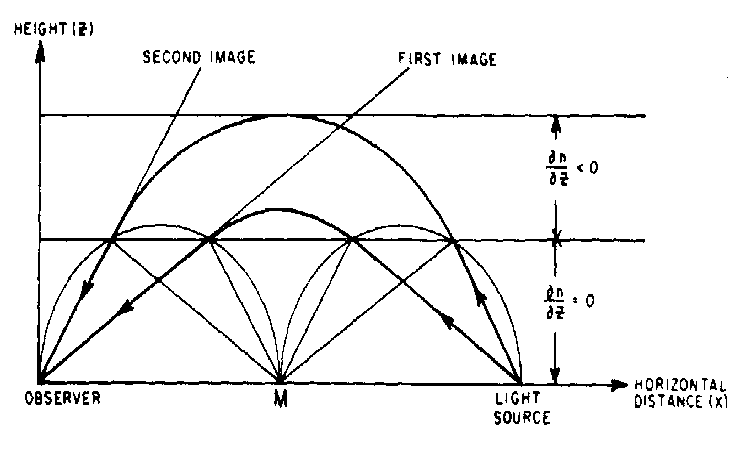 HEIGHT (Z)
SECOND IMAGE
FIRST IMAGE
∂n
∂Z < 0
∂n
∂Z = 0
OBSERVER
M
LIGHT
SOURCE
HORIZONTAL
DISTANCE (X)